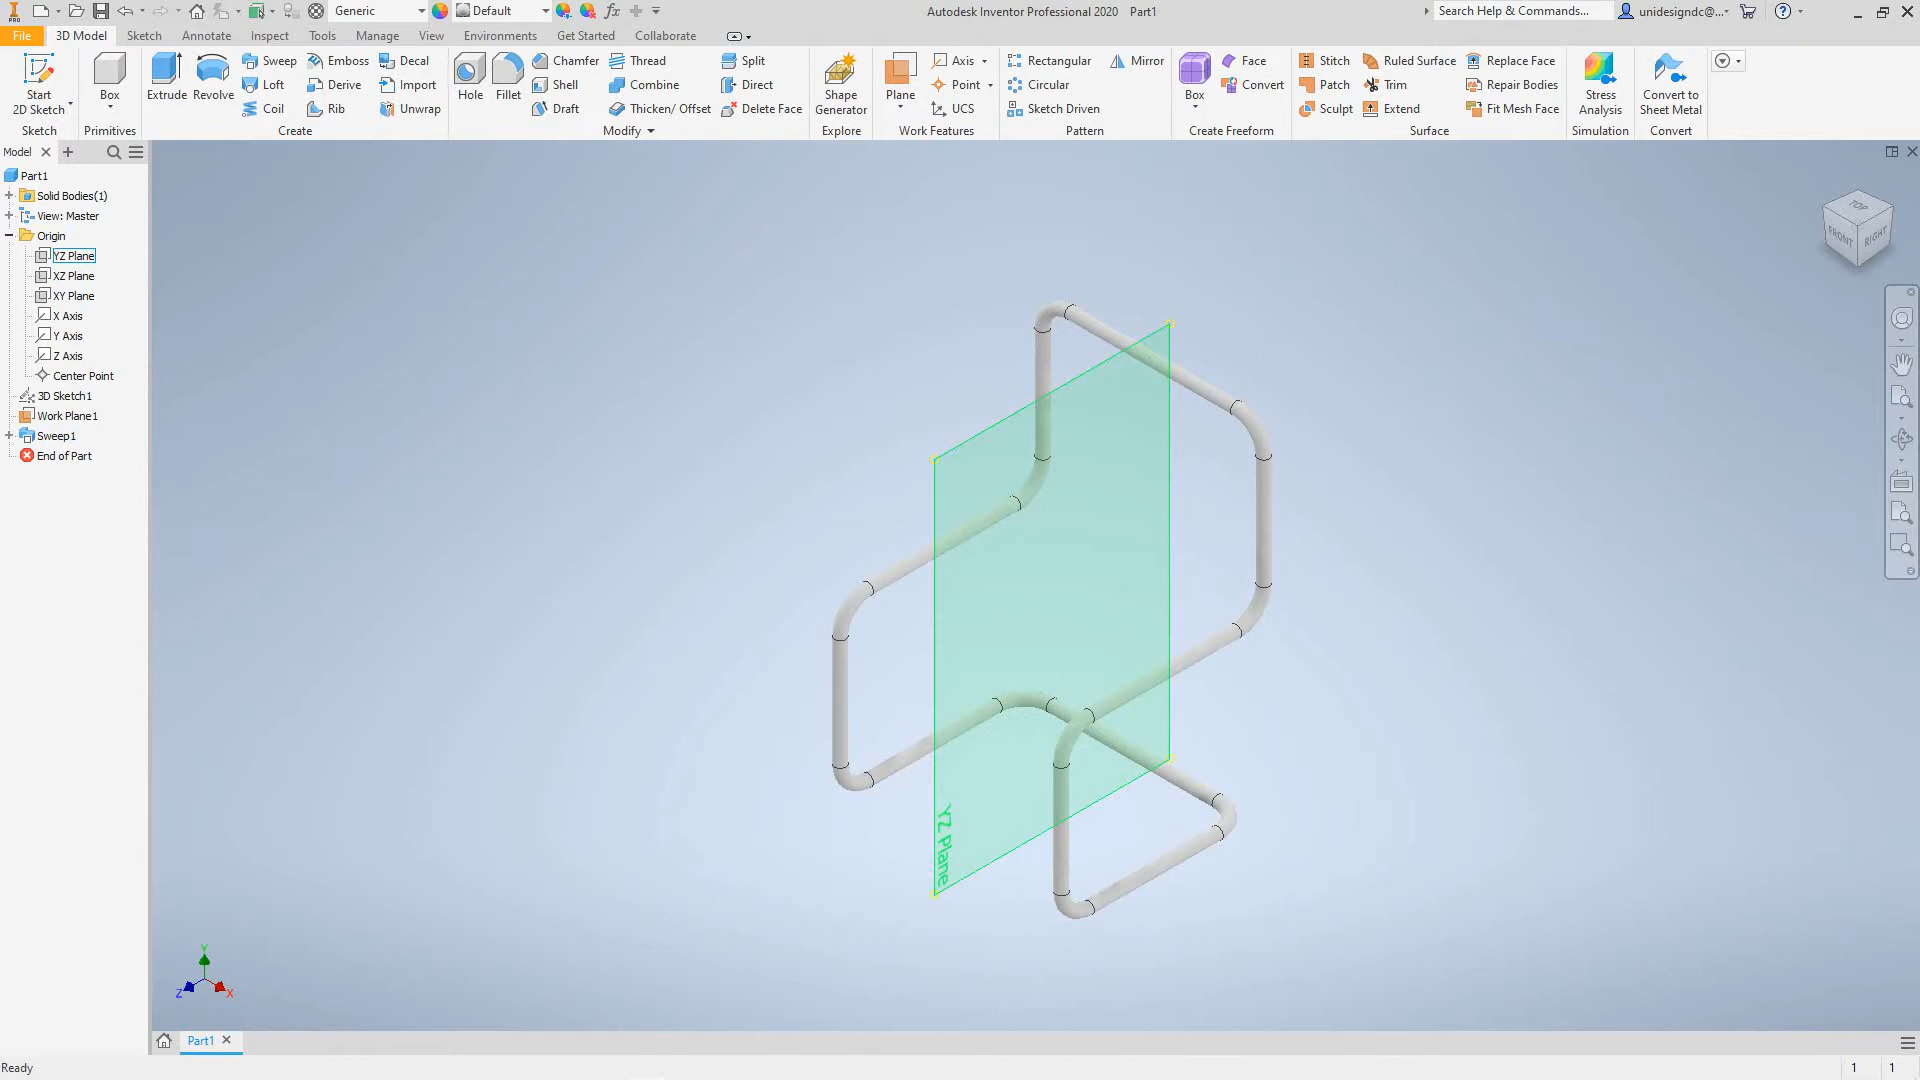 PRO Generic Default fx Autodesk Inventor Professional 2020 Part1 Search Help & Commands... unidesigndc@...
File 3D Model Sketch Annotate Inspect Tools Manage View Environments Get Started Collaborate
Start 2D Sketch
Sketch
Box
Primitives
Extrude Revolve
Sweep Emboss Decal
Loft Derive Import
Coil Rib Unwrap
Create
Hole Fillet
Chamfer Thread Split
Shell Combine Direct
Draft Thicken/ Offset Delete Face
Modify
Shape Generator
Explore
Plane
Axis
Point
UCS
Work Features
Rectangular Mirror
Circular
Sketch Driven
Pattern
Box
Face
Convert
Create Freeform
Stitch Ruled Surface Replace Face
Patch Trim Repair Bodies
Sculpt Extend Fit Mesh Face
Surface
Stress Analysis
Simulation
Convert to Sheet Metal
Convert
Model
Part1
Solid Bodies(1)
View: Master
Origin
YZ Plane
XZ Plane
XY Plane
X Axis
Y Axis
Z Axis
Center Point
3D Sketch1
Work Plane1
Sweep1
End of Part
TOP
FRONT RIGHT
YZ Plane
Y
Z X
Part1
Ready 1 1